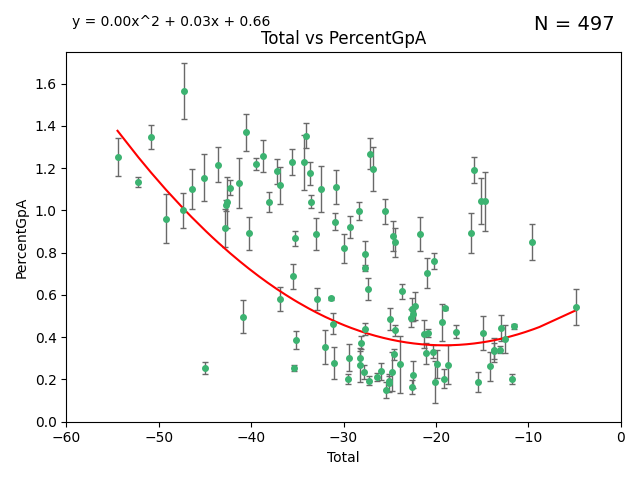 y = 0.00x^2 + 0.03x + 0.66
N = 497
Total vs PercentGpA
PercentGpA
1.6
1.4
1.2
1.0
0.8
0.6
0.4
0.2
0.0
−60 −50 −40 −30 −20 −10 0
Total